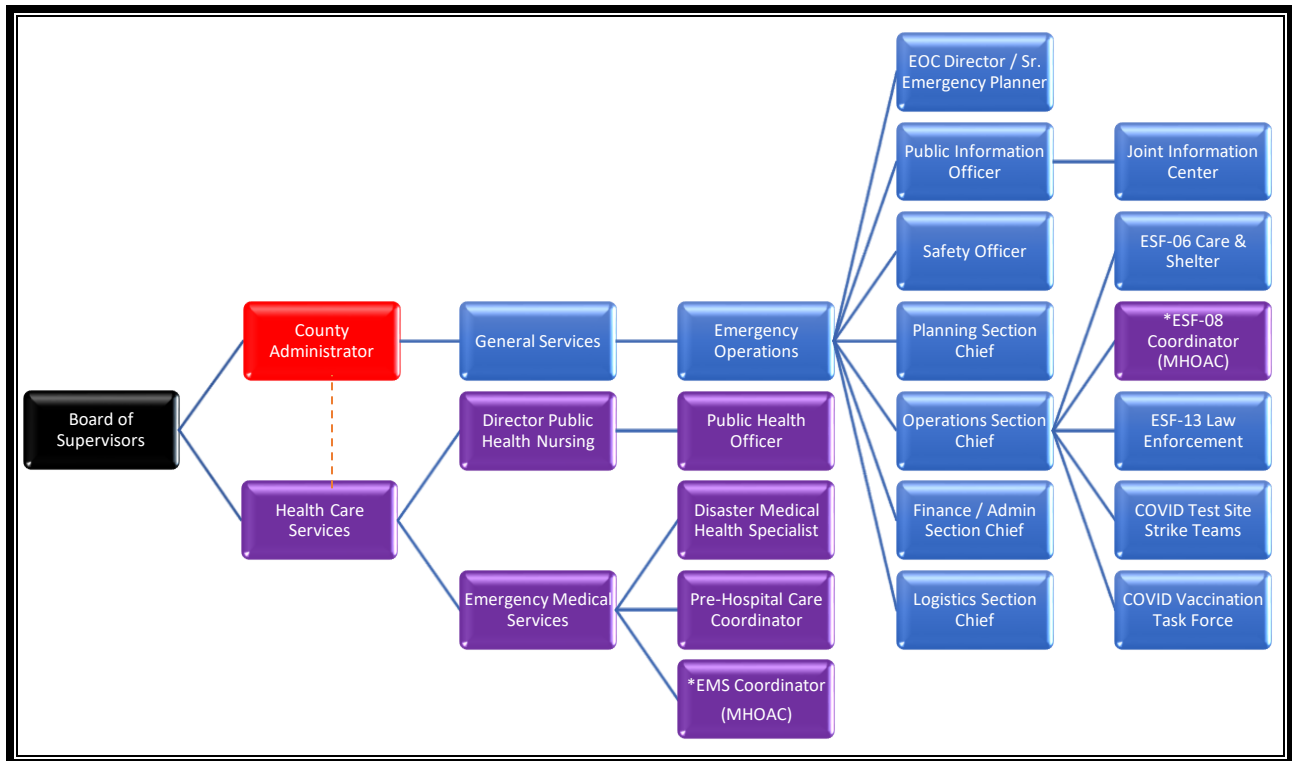 Board of
Supervisors
County
Administrator
Health Care
Services
General Services
Director Public
Health Nursing
Emergency Medical
Services
Emergency
Operations
Public Health
Officer
Disaster Medical
Health Specialist
Pre-Hospital Care
Coordinator
*EMS Coordinator
(MHOAC)
EOC Director / Sr.
Emergency Planner
Public Information
Officer
Safety Officer
Planning Section
Chief
Operations Section
Chief
Finance / Admin
Section Chief
Logistics Section
Chief
Joint Information
Center
ESF-06 Care &
Shelter
*ESF-08
Coordinator
(MHOAC)
ESF-13 Law
Enforcement
COVID Test Site
Strike Teams
COVID Vaccination
Task Force